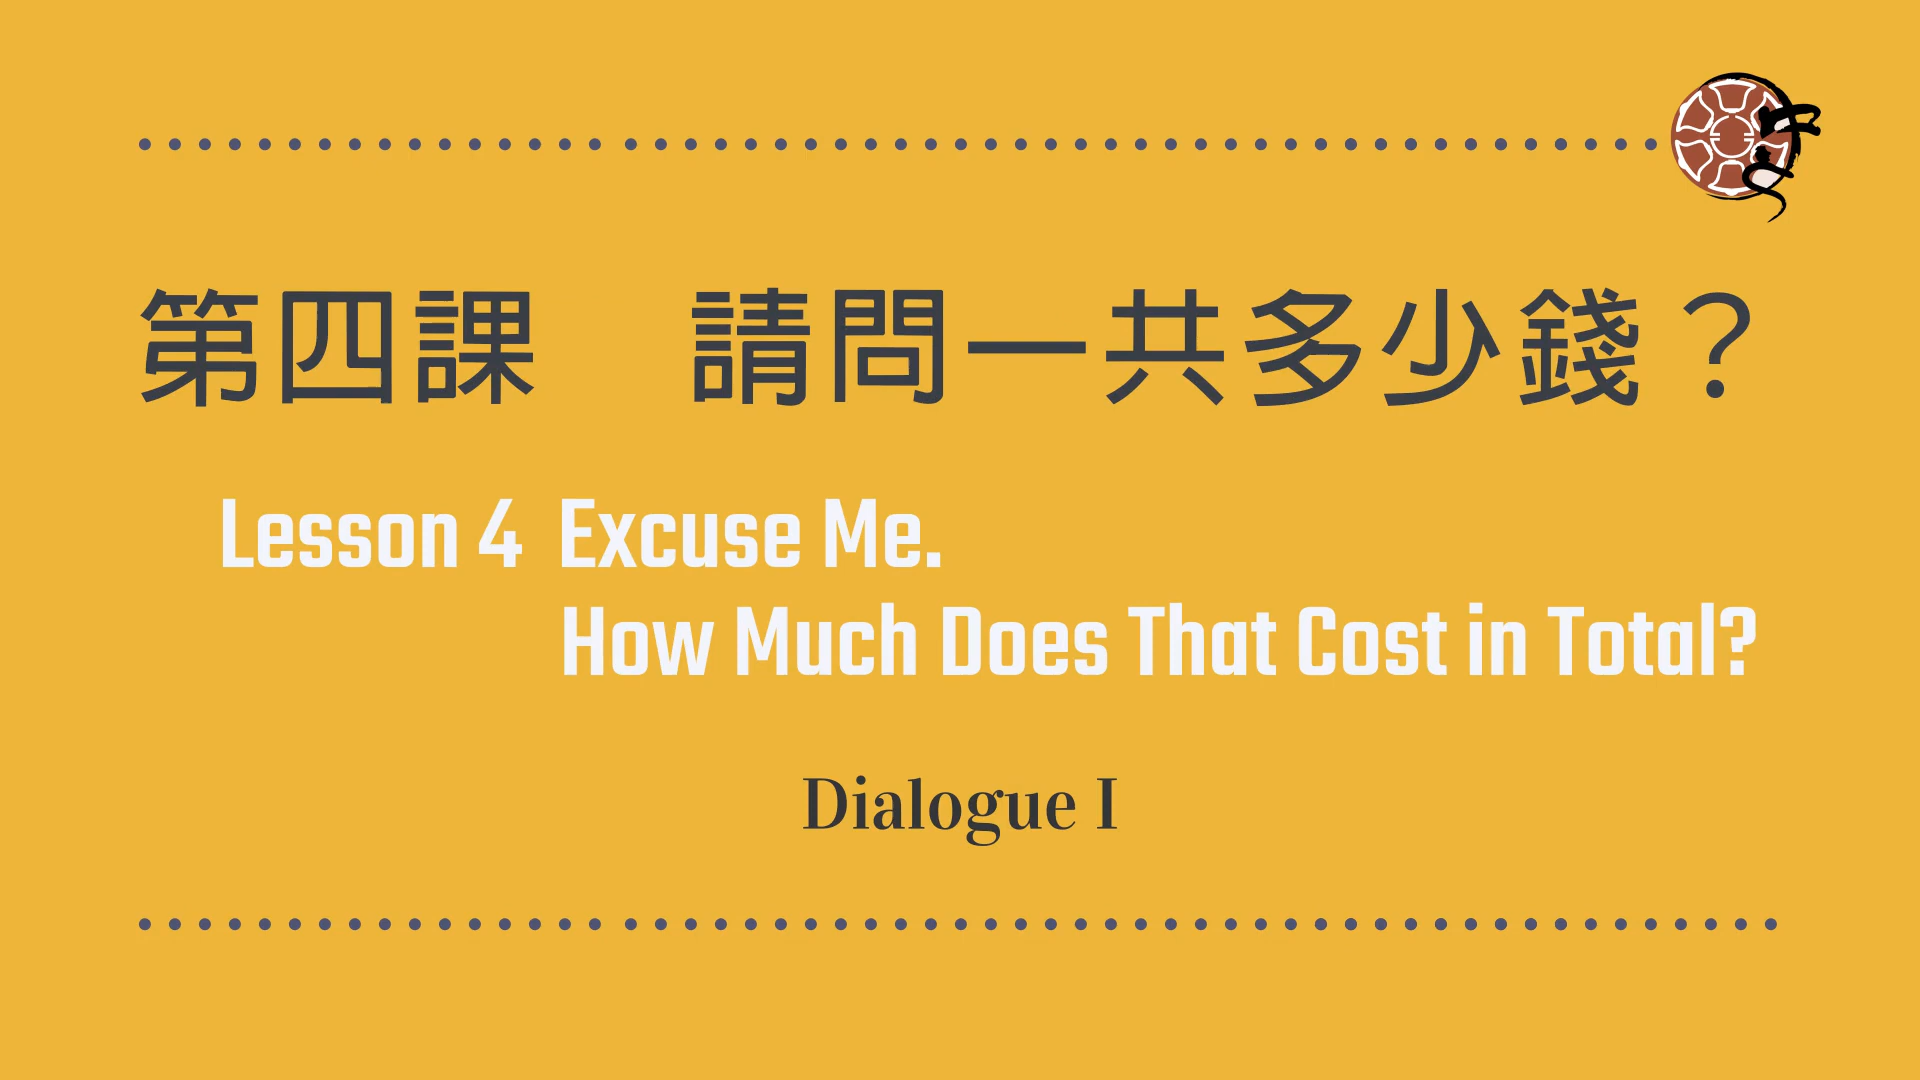 第四課　請問一共多少錢？
Lesson 4 Excuse Me.
How Much Does That Cost in Total?
Dialogue I